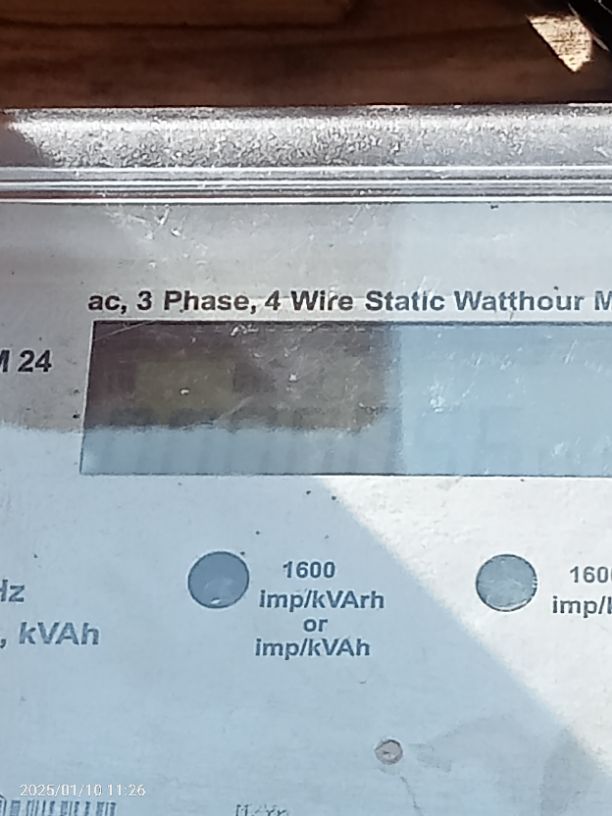 ac, 3 Phase, 4 Wire Static Watthour M
M 24
1600
imp/kVArh
or
imp/kVAh
1600
imp/k
Hz
, kVAh
2025/01/10 11:26